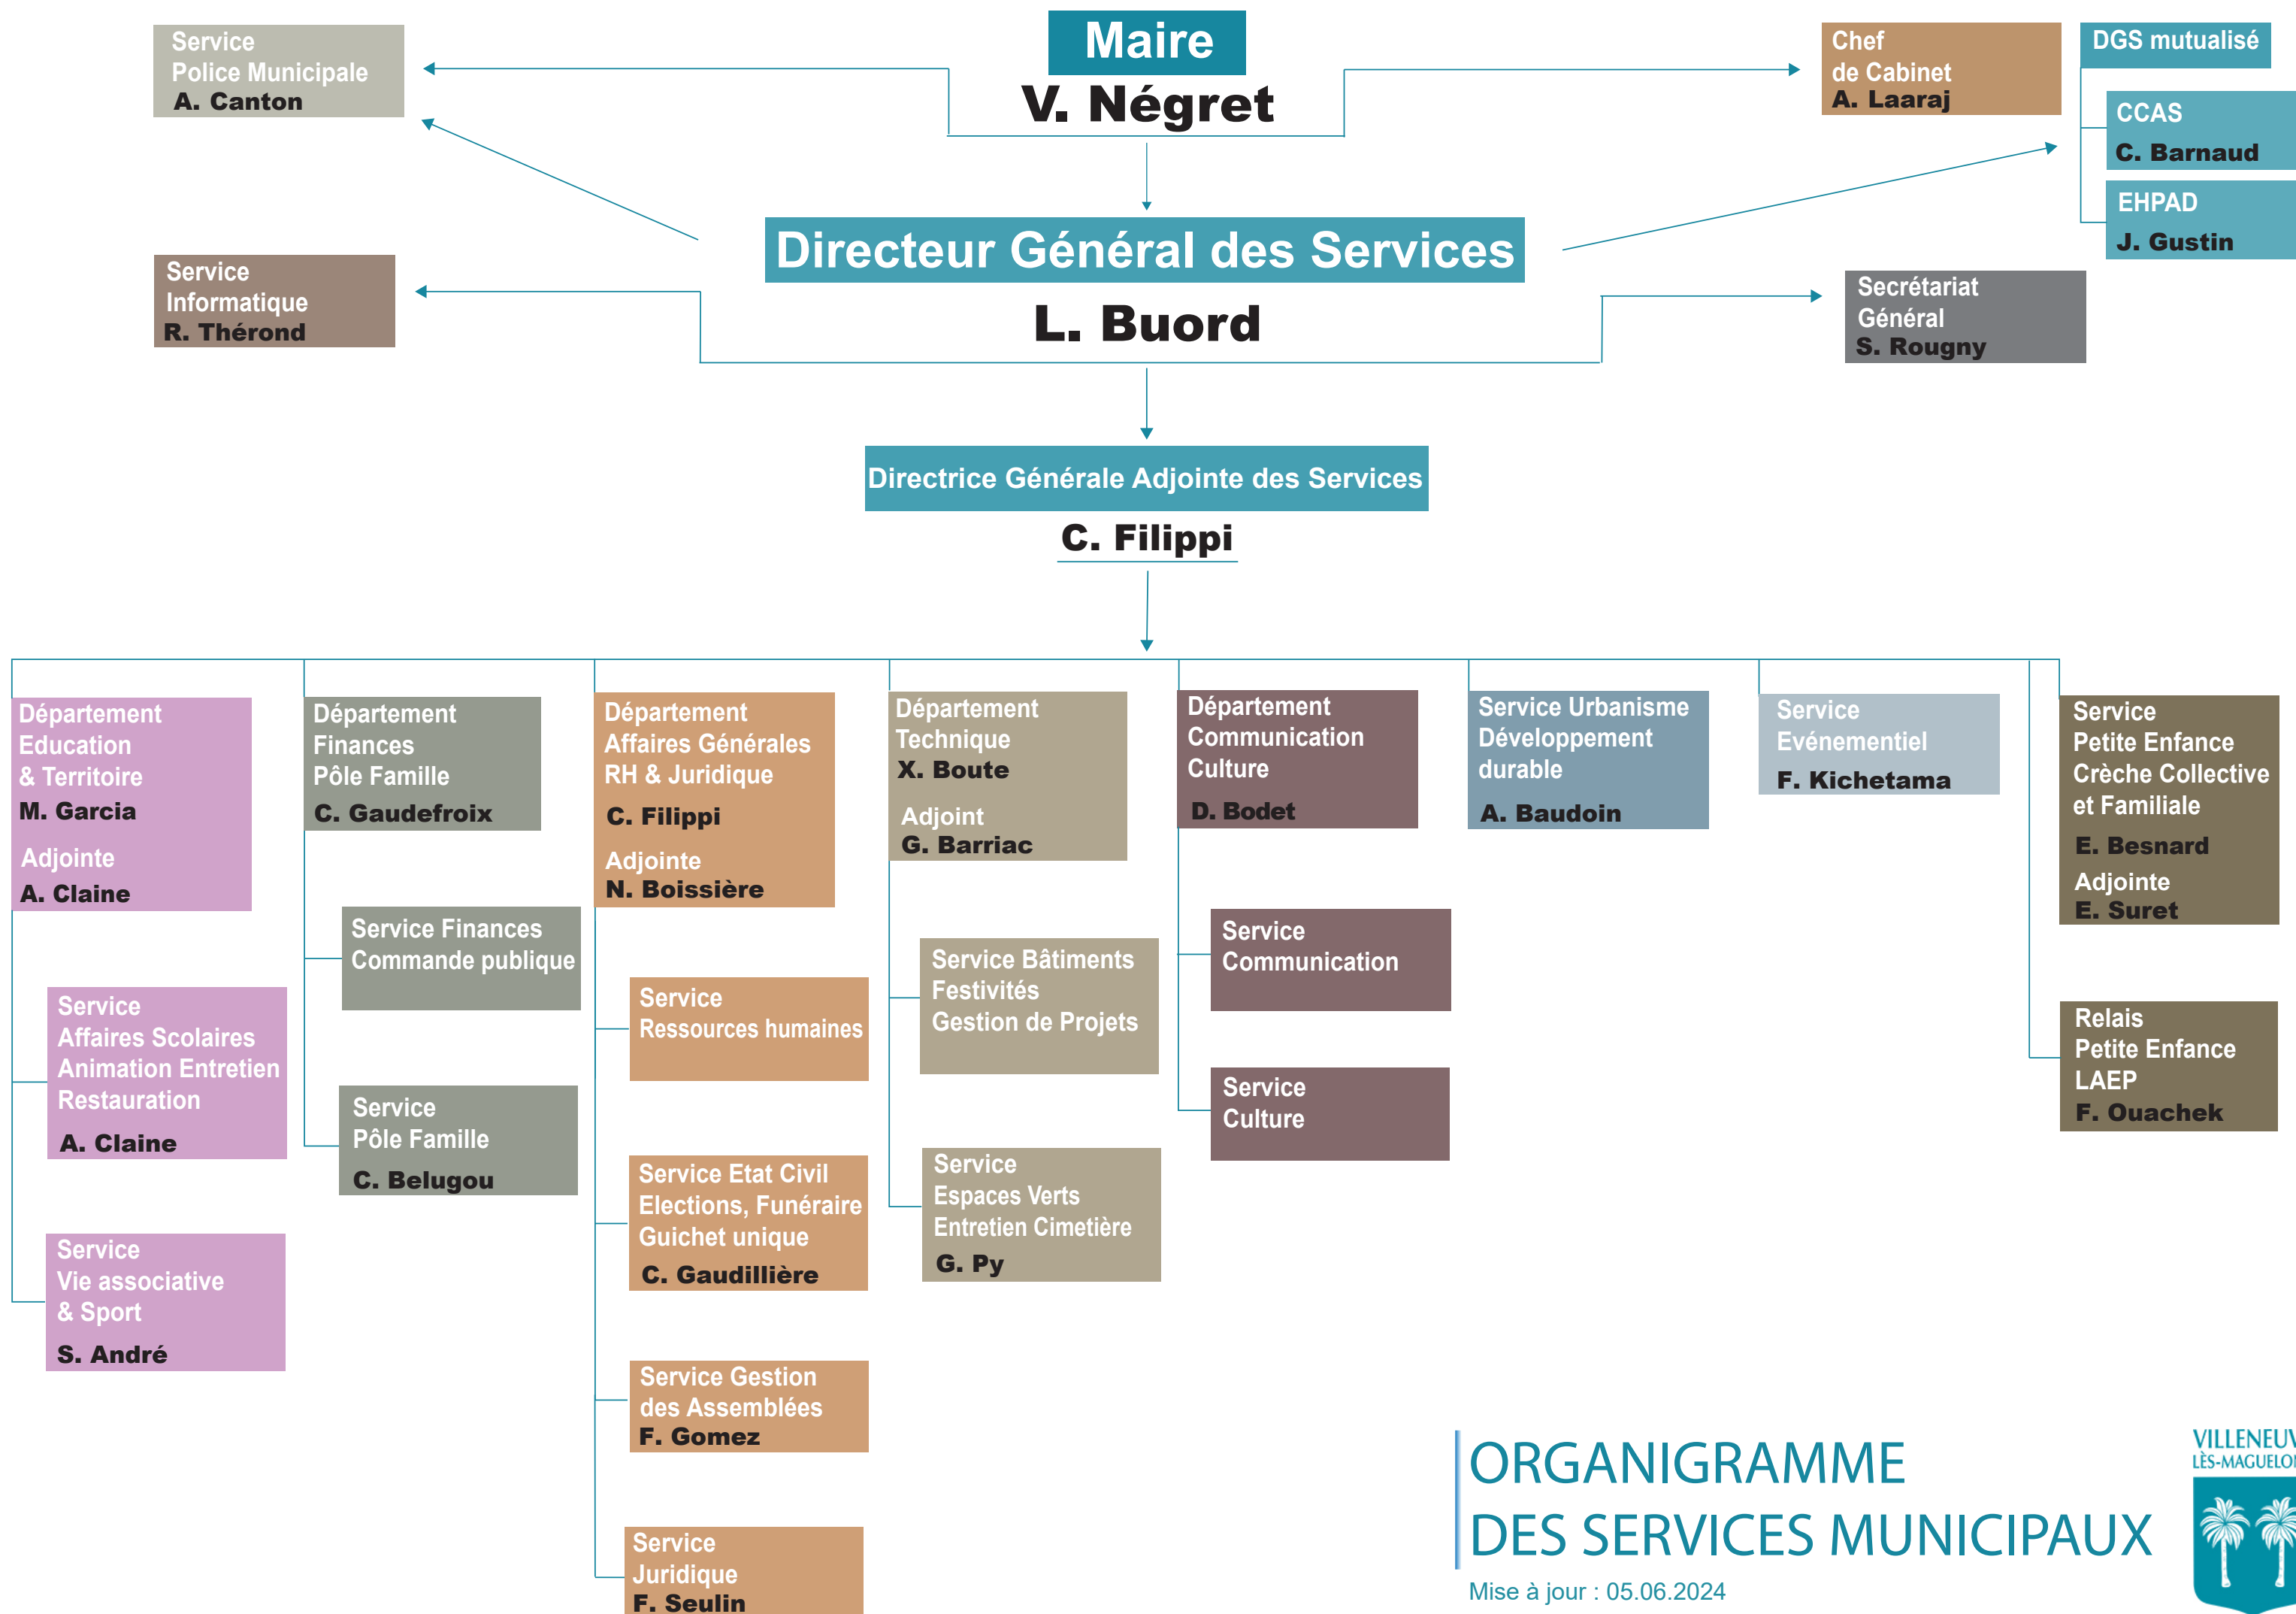 Maire
V. Négret
Service
Police Municipale
A. Canton
Chef
de Cabinet
A. Laaraj
DGS mutualisé
CCAS
C. Barnaud
EHPAD
J. Gustin
Directeur Général des Services
L. Buord
Service
Informatique
R. Thérond
Secrétariat
Général
S. Rougny
Directrice Générale Adjointe des Services
C. Filippi
Département
Education
& Territoire
M. Garcia
Adjointe
A. Claine
Service
Affaires Scolaires
Animation Entretien
Restauration
A. Claine
Service
Vie associative
& Sport
S. André
Département
Finances
Pôle Famille
C. Gaudefroix
Service Finances
Commande publique
Service
Pôle Famille
C. Belugou
Département
Affaires Générales
RH & Juridique
C. Filippi
Adjointe
N. Boissière
Service
Ressources humaines
Service Etat Civil
Elections, Funéraire
Guichet unique
C. Gaudillière
Service Gestion
des Assemblées
F. Gomez
Service
Juridique
F. Seulin
Département
Technique
X. Boute
Adjoint
G. Barriac
Service Bâtiments
Festivités
Gestion de Projets
Service
Espaces Verts
Entretien Cimetière
G. Py
Département
Communication
Culture
D. Bodet
Service
Communication
Service
Culture
Service Urbanisme
Développement
durable
A. Baudoin
Service
Evénementiel
F. Kichetama
Service
Petite Enfance
Crèche Collective
et Familiale
E. Besnard
Adjointe
E. Suret
Relais
Petite Enfance
LAEP
F. Ouachek
ORGANIGRAMME
DES SERVICES MUNICIPAUX
Mise à jour : 05.06.2024
VILLENEUV
LÈS-MAGUELO